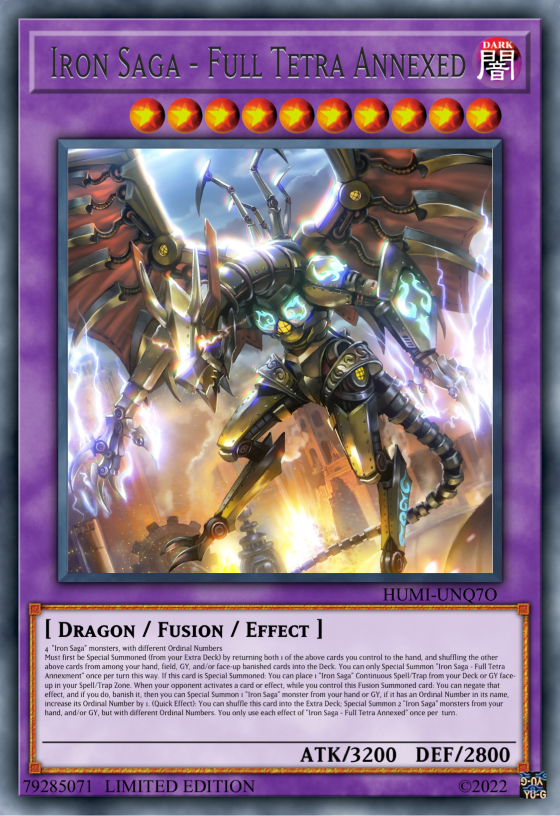 Iron Saga - Full Tetra Annexed
DARK
闇
HUMI-UNQ70
[ Dragon / Fusion / Effect ]
4 "Iron Saga" monsters, with different Ordinal Numbers
Must first be Special Summoned (from your Extra Deck) by returning both 1 of the above cards you control to the hand, and shuffling the other
above cards from among your hand, field, GY, and/or face-up banished cards into the Deck. You can only Special Summon "Iron Saga - Full Tetra
Annexment" once per turn this way. If this card is Special Summoned: You can place 1 "Iron Saga" Continuous Spell/Trap from your Deck or GY face-
up in your Spell/Trap Zone. When your opponent activates a card or effect, while you control this Fusion Summoned card: You can negate that
effect, and if you do, banish it, then you can Special Summon 1 "Iron Saga" monster from your hand or GY, if it has an Ordinal Number in its name,
increase its Ordinal Number by 1. (Quick Effect): You can shuffle this card into the Extra Deck; Special Summon 2 "Iron Saga" monsters from your
hand, and/or GY, but with different Ordinal Numbers. You only use each effect of "Iron Saga - Full Tetra Annexed" once per turn.
ATK/3200 DEF/2800
79285071 LIMITED EDITION
©2022
YU-G